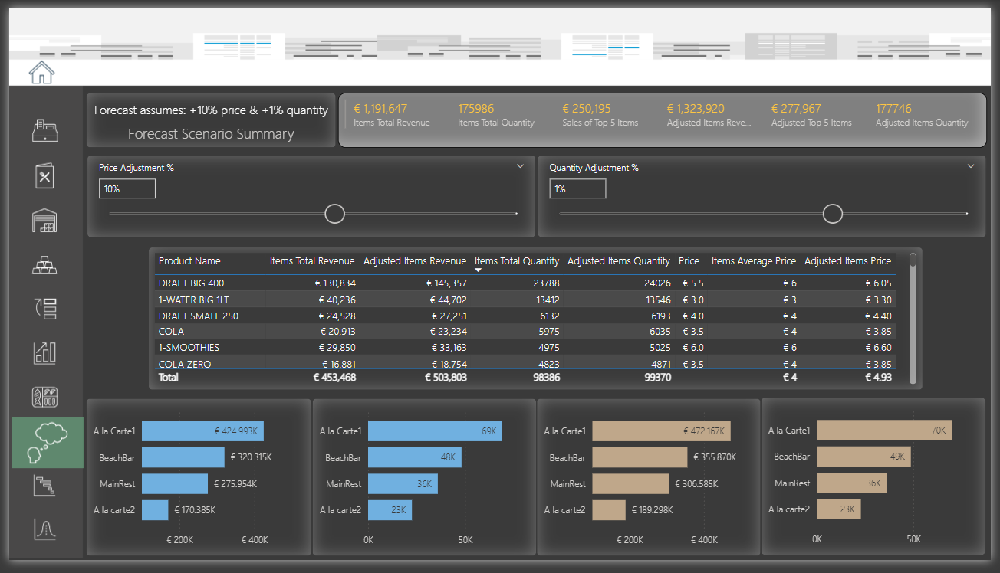 Forecast assumes: +10% price & +1% quantity
Forecast Scenario Summary
€ 1,191,647 175986 € 250,195 € 1,323,920 € 277,967 177746
Items Total Revenue Items Total Quantity Sales of Top 5 Items Adjusted Items Reve... Adjusted Top 5 Items Adjusted Items Quantity
Price Adjustment % Quantity Adjustment %
10% 1%
Product Name Items Total Revenue Adjusted Items Revenue Items Total Quantity Adjusted Items Quantity Price Items Average Price Adjusted Items Price
DRAFT BIG 400 € 130,834 € 145,357 23788 24026 € 5.5 € 6 € 6.05
1-WATER BIG 1LT € 40,236 € 44,702 13412 13546 € 3.0 € 3 € 3.30
DRAFT SMALL 250 € 24,528 € 27,251 6132 6193 € 4.0 € 4 € 4.40
COLA € 20,913 € 23,234 5975 6035 € 3.5 € 4 € 3.85
1-SMOOTHIES € 29,850 € 33,163 4975 5025 € 6.0 € 6 € 6.60
COLA ZERO € 16,881 € 18,754 4823 4871 € 3.5 € 4 € 3.85
Total € 453,468 € 503,803 98386 99370 € 4 € 4.93
A la Carte1 € 424.993K
BeachBar € 320.315K
MainRest € 275.954K
A la carte2 € 170.385K
€ 200K € 400K
A la Carte1 69K
BeachBar 48K
MainRest 36K
A la carte2 23K
0K 50K
A la Carte1 € 472.167K
BeachBar € 355.870K
MainRest € 306.585K
A la carte2 € 189.298K
€ 200K € 400K
A la Carte1 70K
BeachBar 49K
MainRest 36K
A la carte2 23K
0K 50K